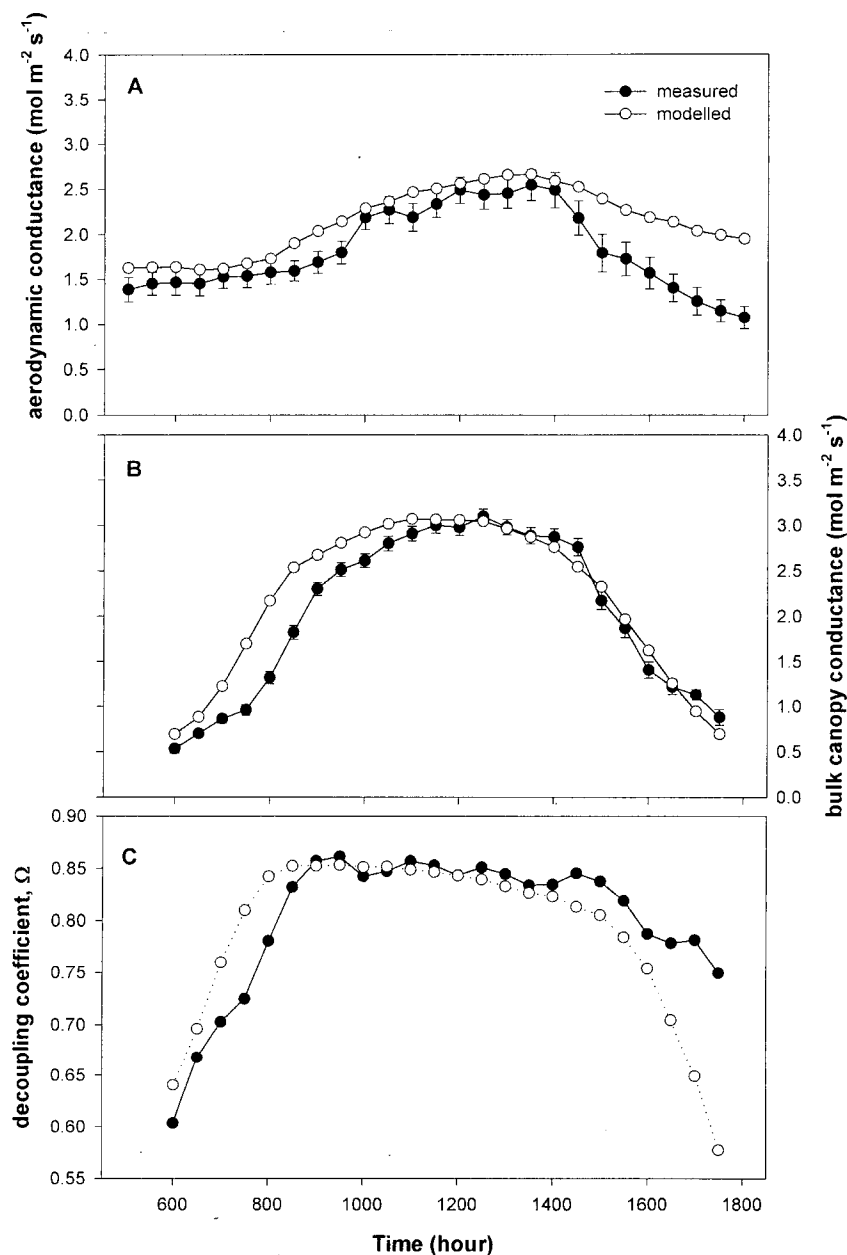 A
measured
modelled
aerodynamic conductance (mol m⁻² s⁻¹)
4.0
3.5
3.0
2.5
2.0
1.5
1.0
0.5
0.0
B
bulk canopy conductance (mol m⁻² s⁻¹)
4.0
3.5
3.0
2.5
2.0
1.5
1.0
0.5
0.0
C
decoupling coefficient, Ω
0.90
0.85
0.80
0.75
0.70
0.65
0.60
0.55
600 800 1000 1200 1400 1600 1800
Time (hour)